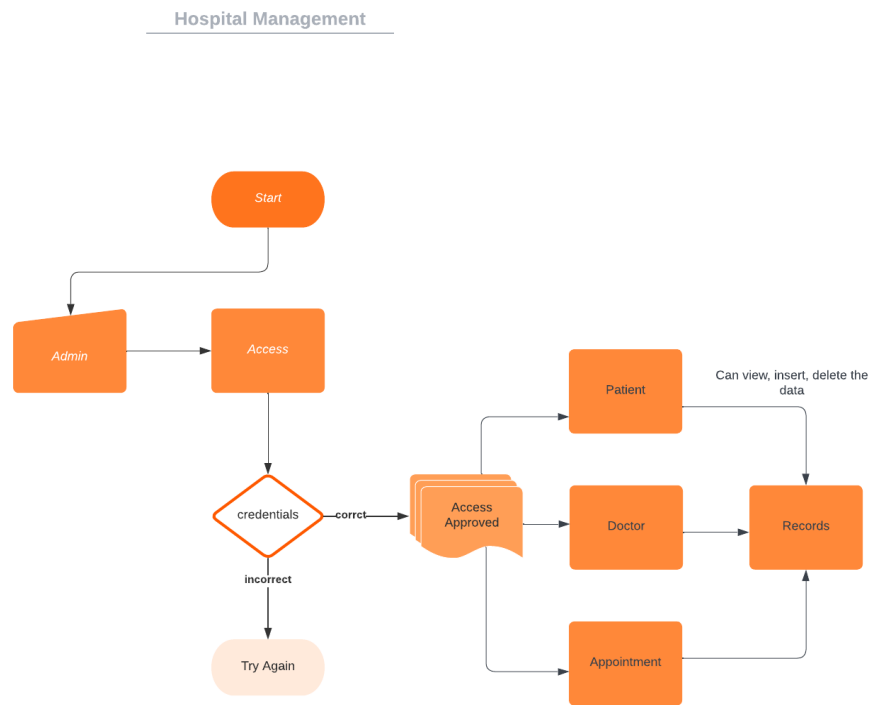 Hospital Management
Start
Admin
Access
Patient
Can view, insert, delete the
data
credentials
corrct
Access
Approved
Doctor
Records
incorrect
Try Again
Appointment